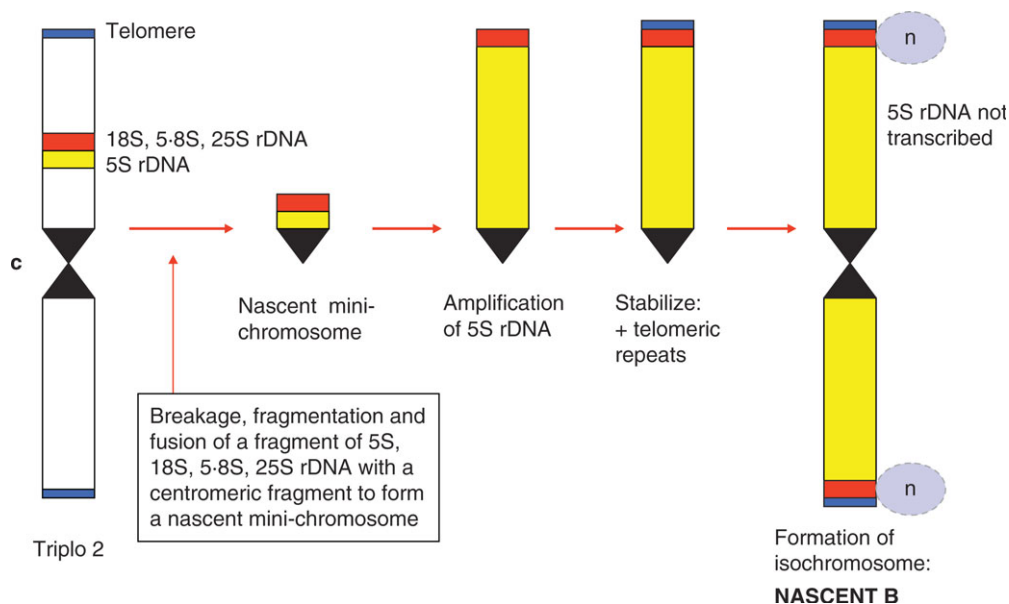 Telomere
n
18S, 5·8S, 25S rDNA
5S rDNA
5S rDNA not
transcribed
c
Nascent mini-
chromosome
Amplification
of 5S rDNA
Stabilize:
+ telomeric
repeats
Breakage, fragmentation and
fusion of a fragment of 5S,
18S, 5·8S, 25S rDNA with a
centromeric fragment to form
a nascent mini-chromosome
n
Triplo 2
Formation of
isochromosome:
NASCENT B